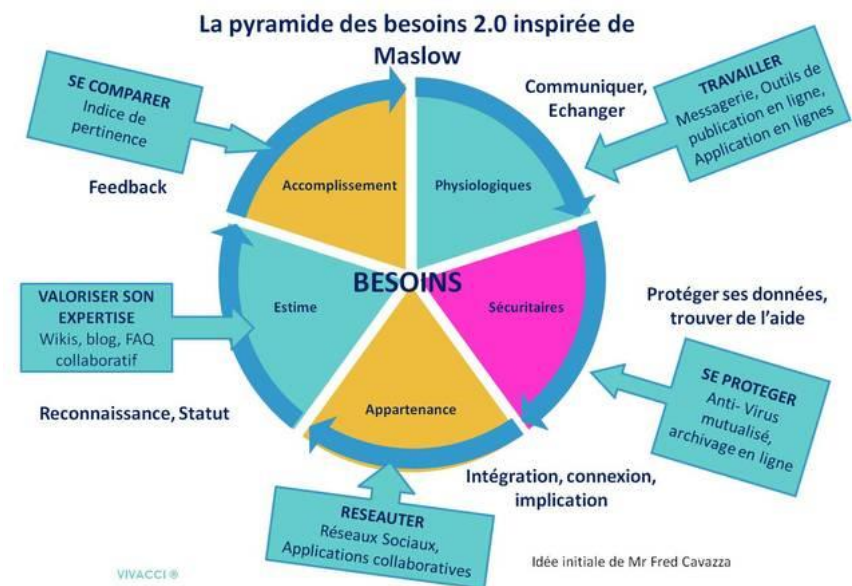 La pyramide des besoins 2.0 inspirée de
Maslow
SE COMPARER
Indice de
pertinence
Feedback
Accomplissement
Physiologiques
Communiquer,
Echanger
TRAVAILLER
Messagerie, Outils de
publication en ligne,
Application en lignes
BESOINS
VALORISER SON
EXPERTISE
Wikis, blog, FAQ
collaboratif
Estime
Sécuritaires
Protéger ses données,
trouver de l'aide
SE PROTEGER
Anti- Virus
mutualisé,
archivage en ligne
Reconnaissance, Statut
Appartenance
Intégration, connexion,
implication
RESEAUTER
Réseaux Sociaux,
Applications collaboratives
Idée initiale de Mr Fred Cavazza
VIVACCI ®